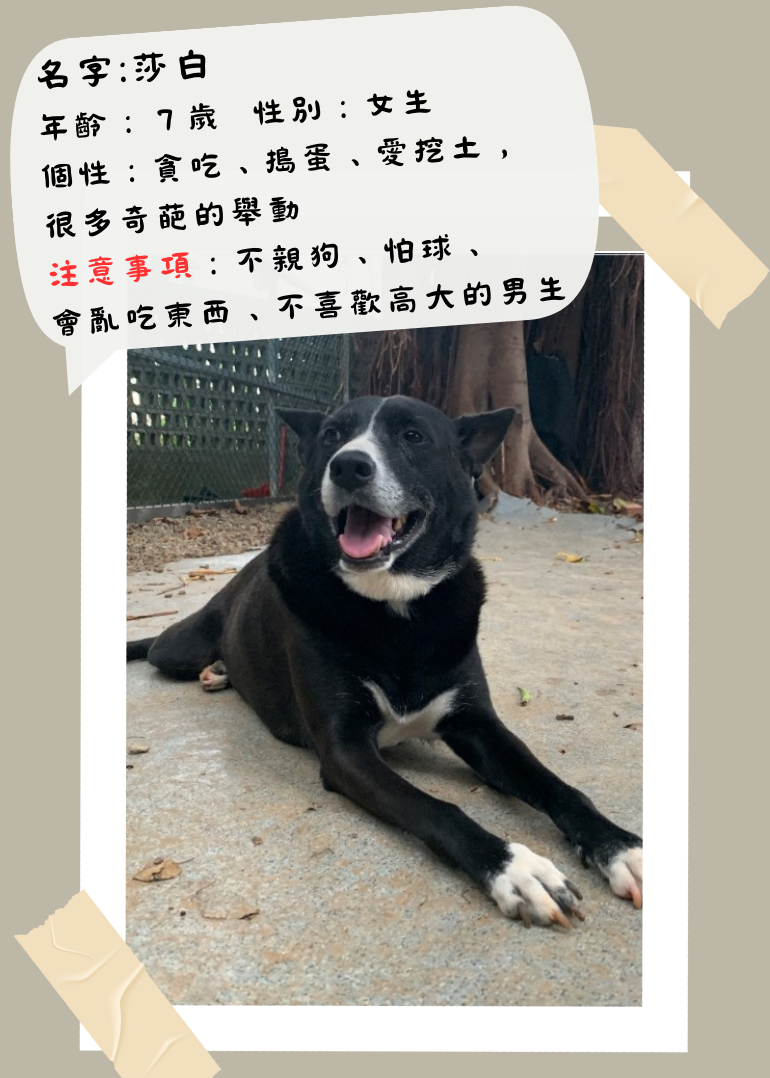 名字:莎白
年齡：7歲 性別：女生
個性：貪吃、搗蛋、愛挖土，
很多奇葩的舉動
注意事項：不親狗、怕球、
會亂吃東西、不喜歡高大的男生